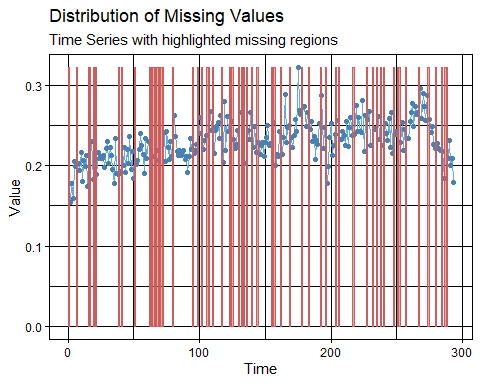 Distribution of Missing Values
Time Series with highlighted missing regions
0.3
0.2
0.1
0.0
Value
0 100 200 300
Time